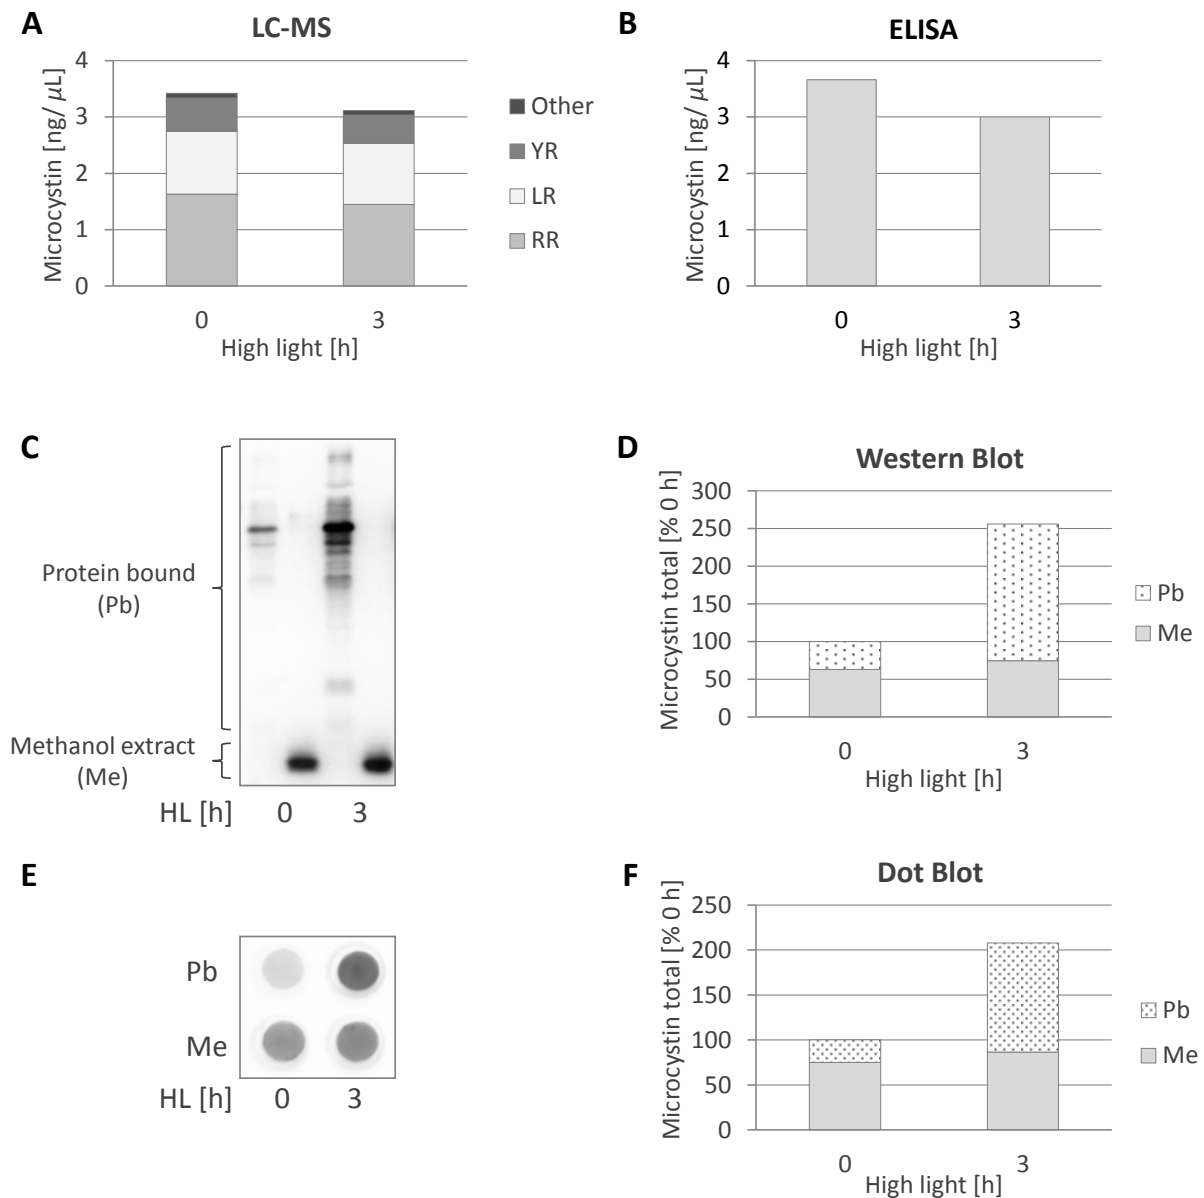 A
LC-MS
Microcystin [ng/ µL]
4
3
2
1
0
0 3
High light [h]
Other
YR
LR
RR
B
ELISA
Microcystin [ng/ µL]
4
3
2
1
0
0 3
High light [h]
C
Protein bound
(Pb)
Methanol extract
(Me)
HL [h] 0 3
D
Western Blot
Microcystin total [% 0 h]
300
250
200
150
100
50
0
0 3
High light [h]
Pb
Me
E
Pb
Me
HL [h] 0 3
F
Dot Blot
Microcystin total [% 0 h]
250
200
150
100
50
0
0 3
High light [h]
Pb
Me